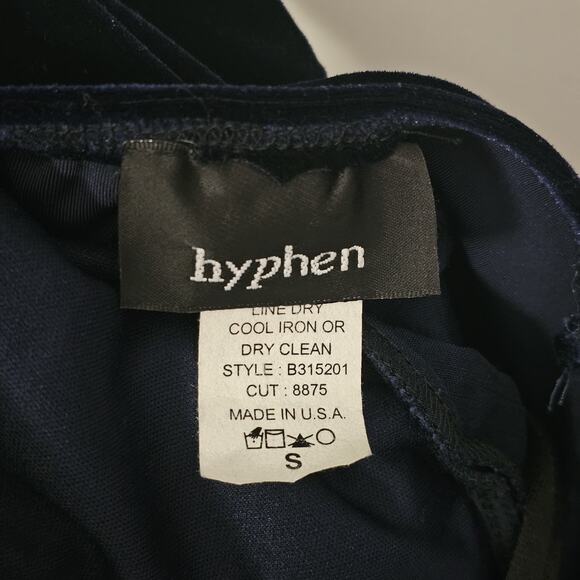 hyphen
LINE DRY
COOL IRON OR
DRY CLEAN
STYLE : B315201
CUT : 8875
MADE IN U.S.A.
S